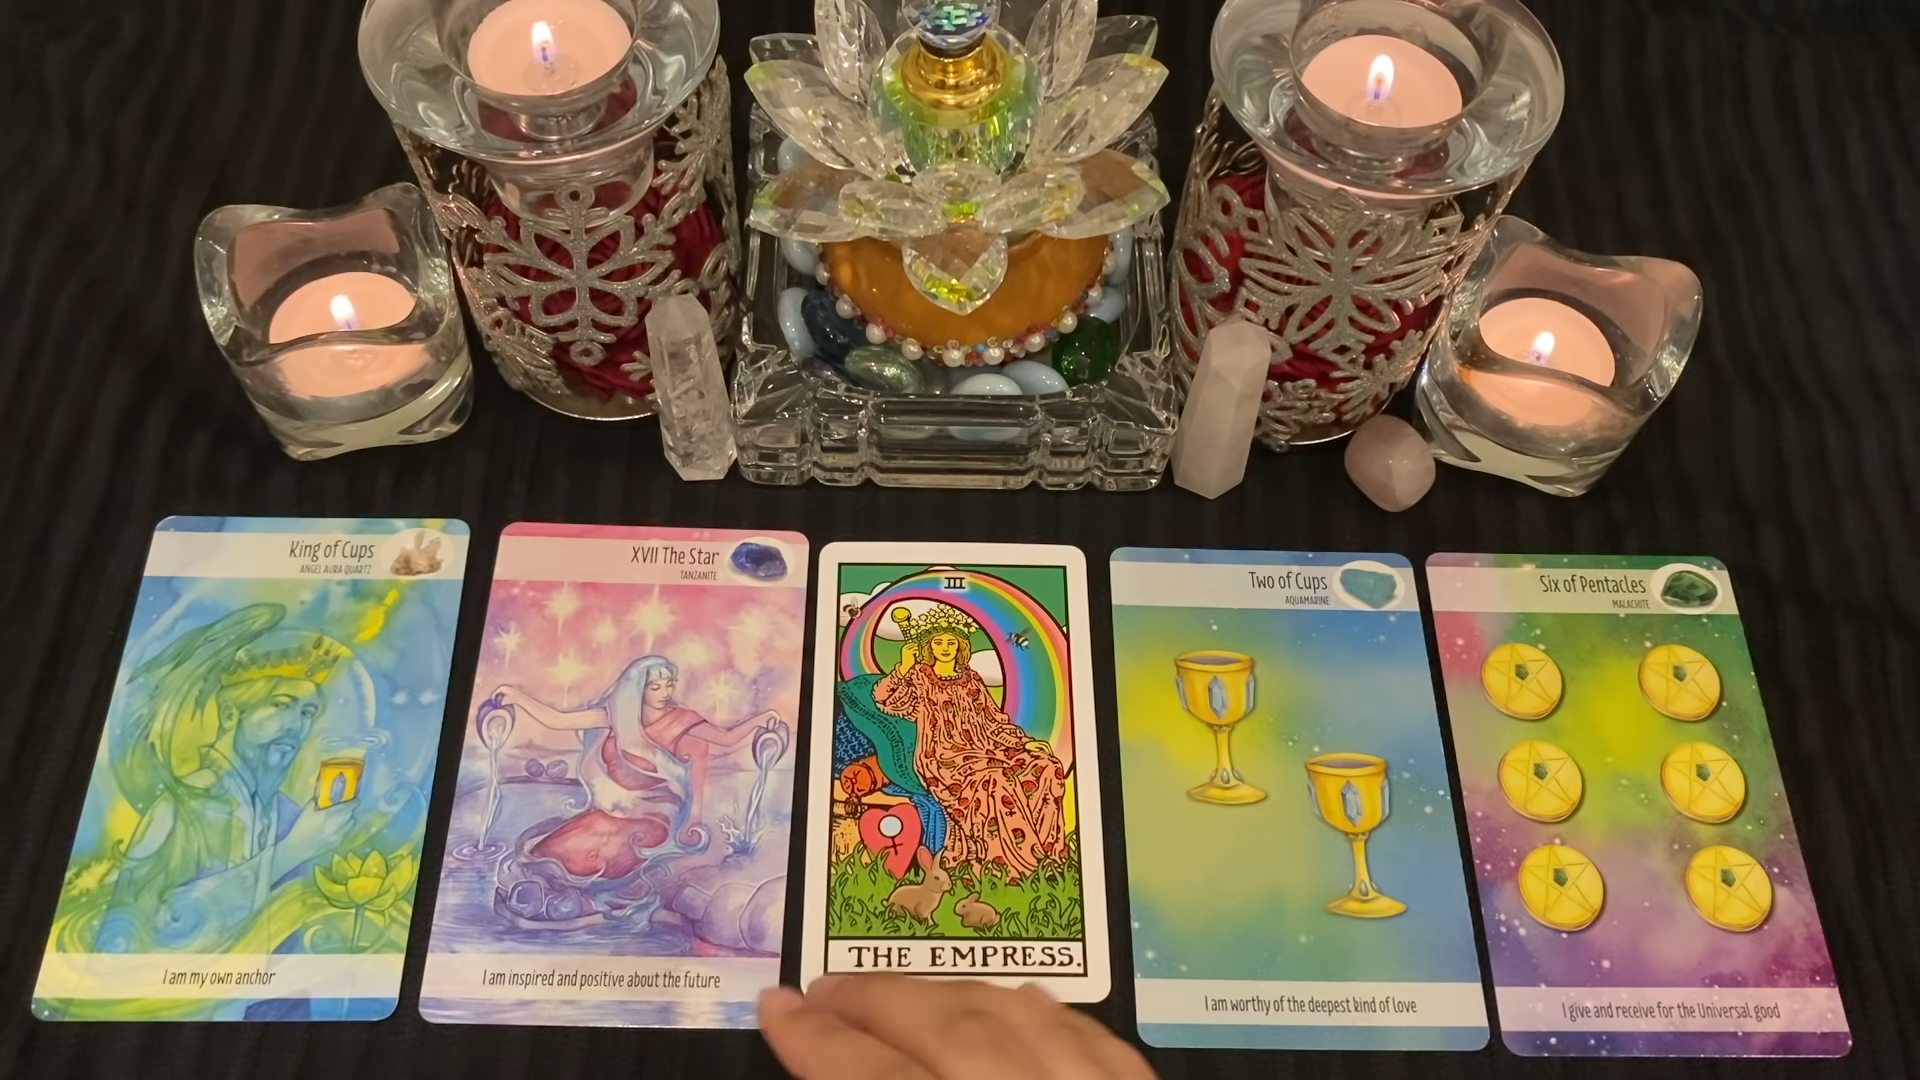 King of Cups
ANGEL AURA QUARTZ
I am my own anchor
XVII The Star
TANZANITE
I am inspired and positive about the future
III
THE EMPRESS.
Two of Cups
AQUAMARINE
I am worthy of the deepest kind of love
Six of Pentacles
MALACHITE
I give and receive for the Universal good